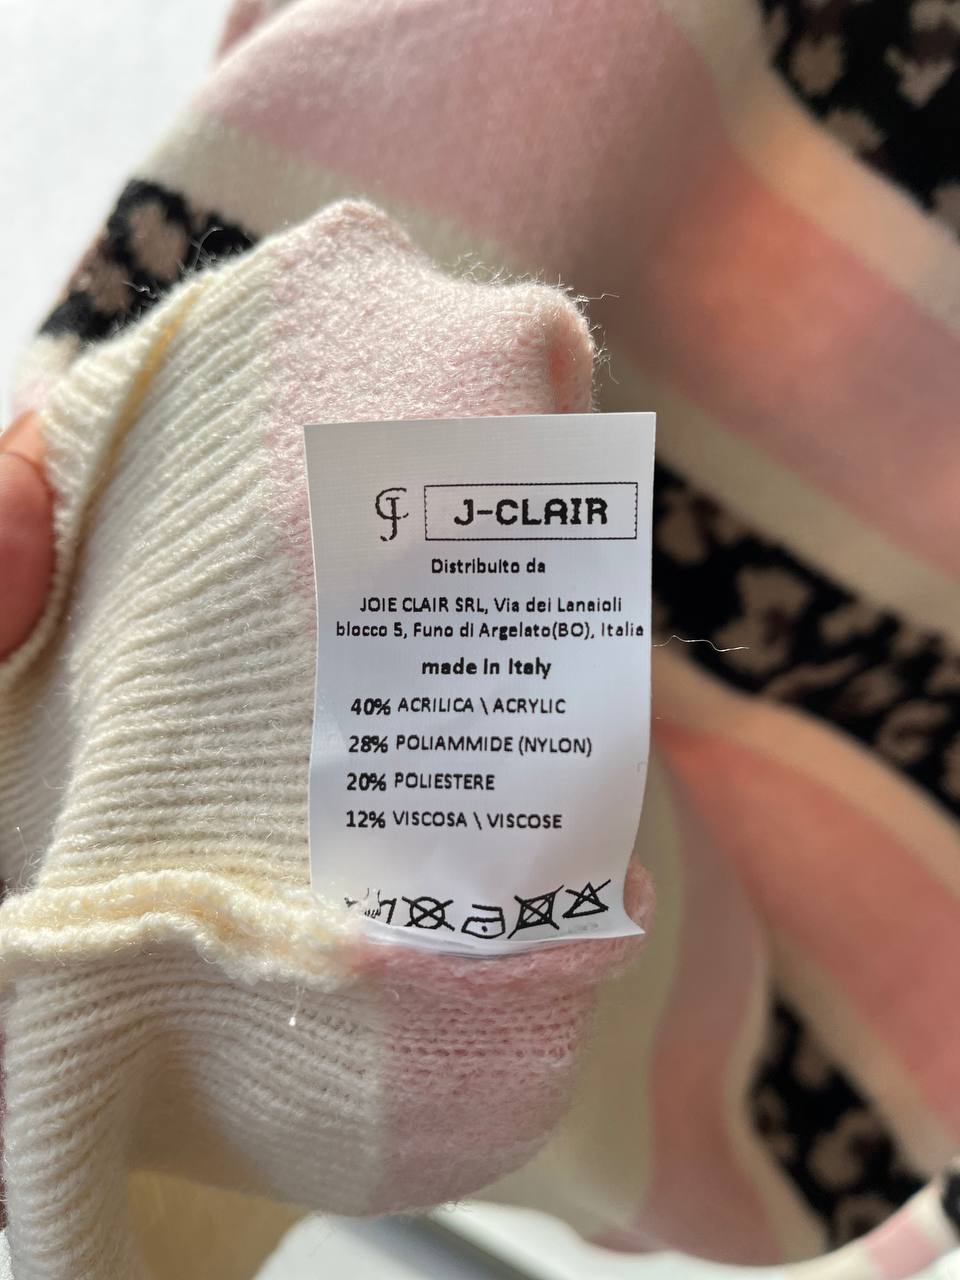 J-CLAIR
Distribuito da
JOIE CLAIR SRL, Via dei Lanaioli
blocco 5, Funo di Argelato(BO), Italia
made in Italy
40% ACRILICA \ ACRYLIC
28% POLIAMMIDE (NYLON)
20% POLIESTERE
12% VISCOSA \ VISCOSE